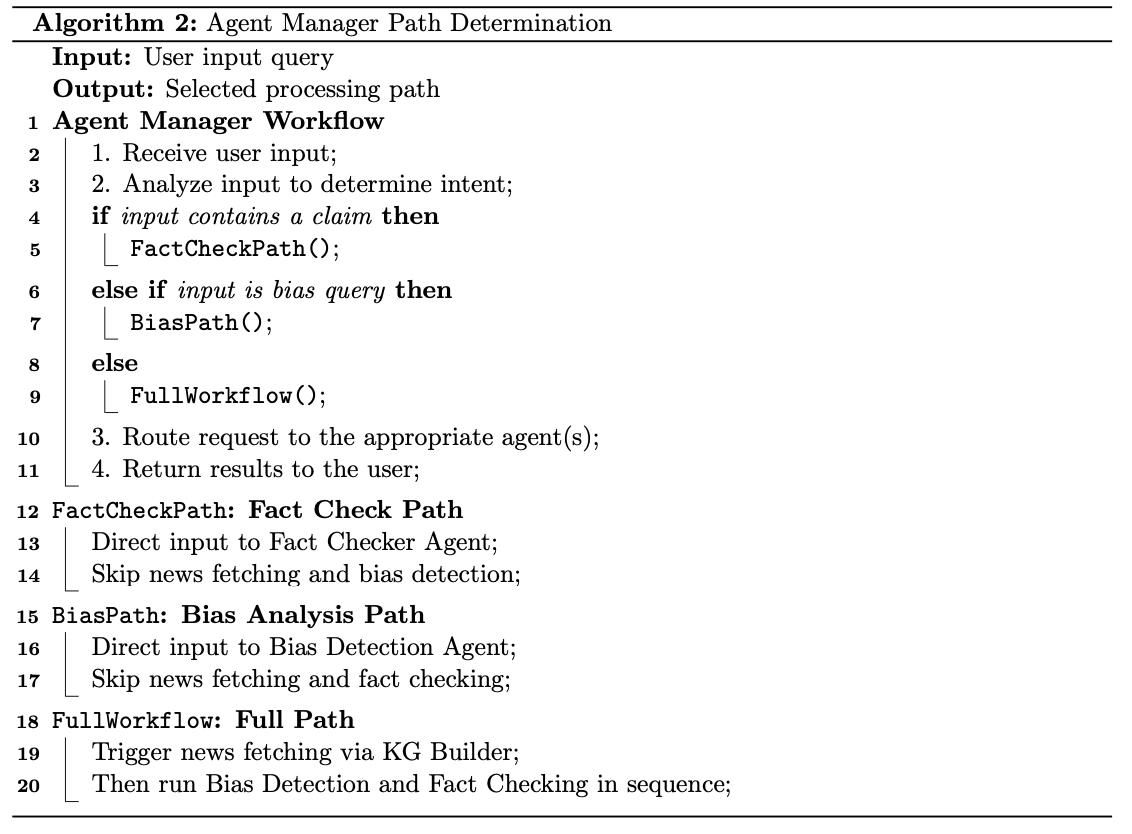 Algorithm 2: Agent Manager Path Determination
Input: User input query
Output: Selected processing path
1 Agent Manager Workflow
2 1. Receive user input;
3 2. Analyze input to determine intent;
4 if input contains a claim then
5 FactCheckPath();
6 else if input is bias query then
7 BiasPath();
8 else
9 FullWorkflow();
10 3. Route request to the appropriate agent(s);
11 4. Return results to the user;
12 FactCheckPath: Fact Check Path
13 Direct input to Fact Checker Agent;
14 Skip news fetching and bias detection;
15 BiasPath: Bias Analysis Path
16 Direct input to Bias Detection Agent;
17 Skip news fetching and fact checking;
18 FullWorkflow: Full Path
19 Trigger news fetching via KG Builder;
20 Then run Bias Detection and Fact Checking in sequence;